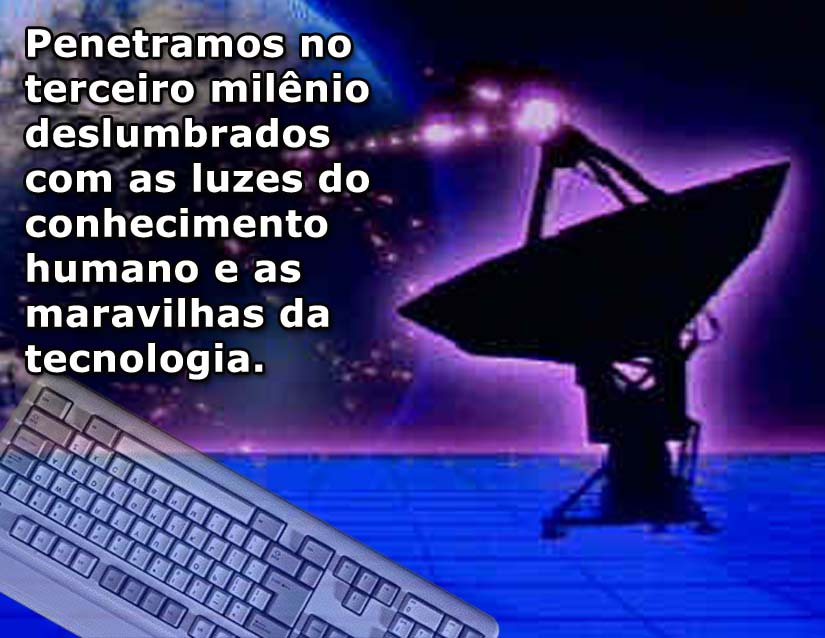 Penetramos no
terceiro milênio
deslumbrados
com as luzes do
conhecimento
humano e as
maravilhas da
tecnologia.